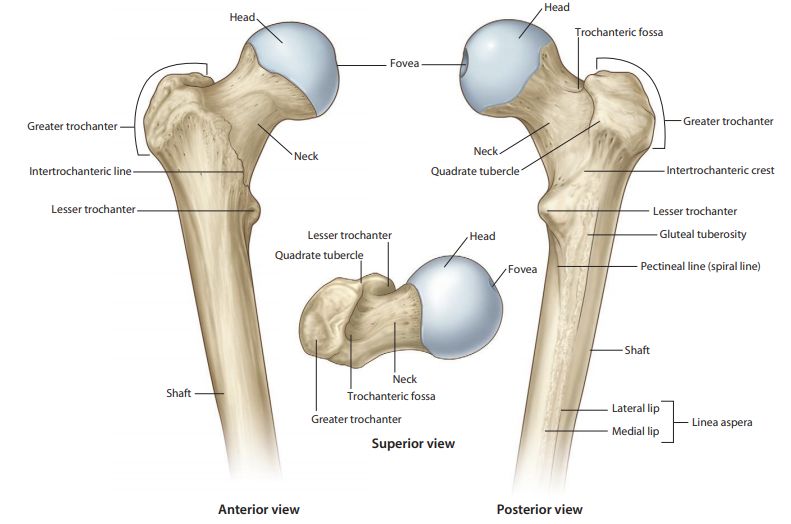 Head
Fovea
Greater trochanter
Neck
Intertrochanteric line
Lesser trochanter
Shaft
Anterior view
Lesser trochanter
Quadrate tubercle
Head
Fovea
Neck
Trochanteric fossa
Greater trochanter
Superior view
Head
Trochanteric fossa
Greater trochanter
Neck
Quadrate tubercle
Intertrochanteric crest
Lesser trochanter
Gluteal tuberosity
Pectineal line (spiral line)
Shaft
Lateral lip
Linea aspera
Medial lip
Posterior view